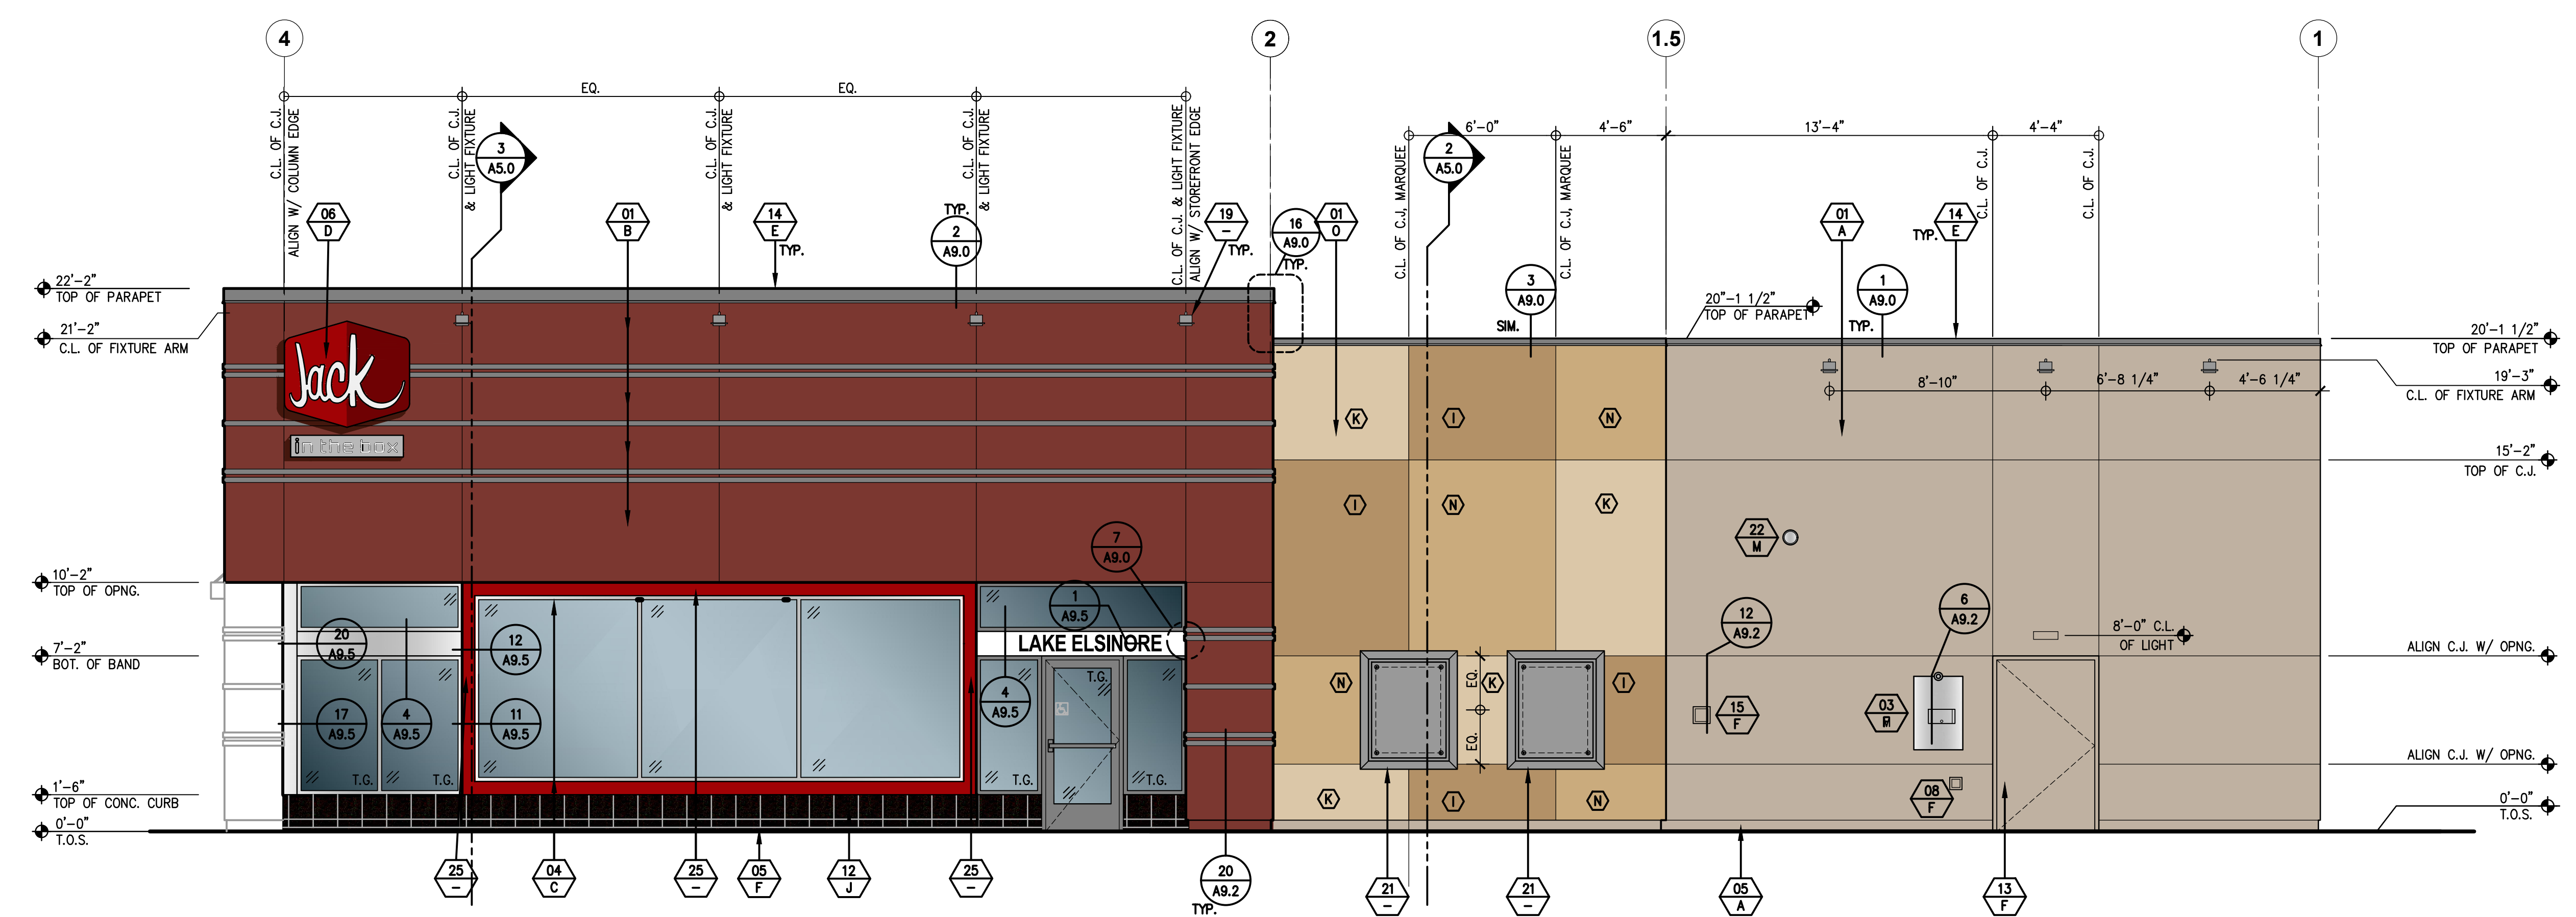 4
2
1.5
1
EQ.
EQ.
6'-0"
4'-6"
13'-4"
4'-4"
C.L. OF C.J.
ALIGN W/ COLUMN EDGE
C.L. OF C.J.
& LIGHT FIXTURE
C.L. OF C.J.
& LIGHT FIXTURE
C.L. OF C.J.
& LIGHT FIXTURE
C.L. OF C.J. & LIGHT FIXTURE
ALIGN W/ STOREFRONT EDGE
C.L. OF C.J, MARQUEE
C.L. OF C.J, MARQUEE
C.L. OF C.J.
C.L. OF C.J.
3
A5.0
2
A5.0
06
D
01
B
14
E
TYP.
TYP.
2
A9.0
19
-
TYP.
16
A9.0
TYP.
01
O
3
A9.0
SIM.
01
A
14
E
TYP.
1
A9.0
TYP.
22'-2"
TOP OF PARAPET
21'-2"
C.L. OF FIXTURE ARM
20"-1 1/2"
TOP OF PARAPET
20'-1 1/2"
TOP OF PARAPET
19'-3"
C.L. OF FIXTURE ARM
8'-10"
6'-8 1/4"
4'-6 1/4"
Jack
in the box
K
I
N
15'-2"
TOP OF C.J.
I
N
K
22
M
7
A9.0
10'-2"
TOP OF OPNG.
1
A9.5
12
A9.2
6
A9.2
8'-0" C.L.
OF LIGHT
20
A9.5
12
A9.5
LAKE ELSINORE
7'-2"
BOT. OF BAND
ALIGN C.J. W/ OPNG.
T.G.
N
EQ.
K
I
4
A9.5
17
A9.5
4
A9.5
11
A9.5
15
F
03
M
EQ.
ALIGN C.J. W/ OPNG.
T.G.
T.G.
T.G.
T.G.
1'-6"
TOP OF CONC. CURB
K
I
N
08
F
0'-0"
T.O.S.
0'-0"
T.O.S.
25
-
04
C
25
-
05
F
12
J
25
-
20
A9.2
TYP.
21
-
21
-
05
A
13
F